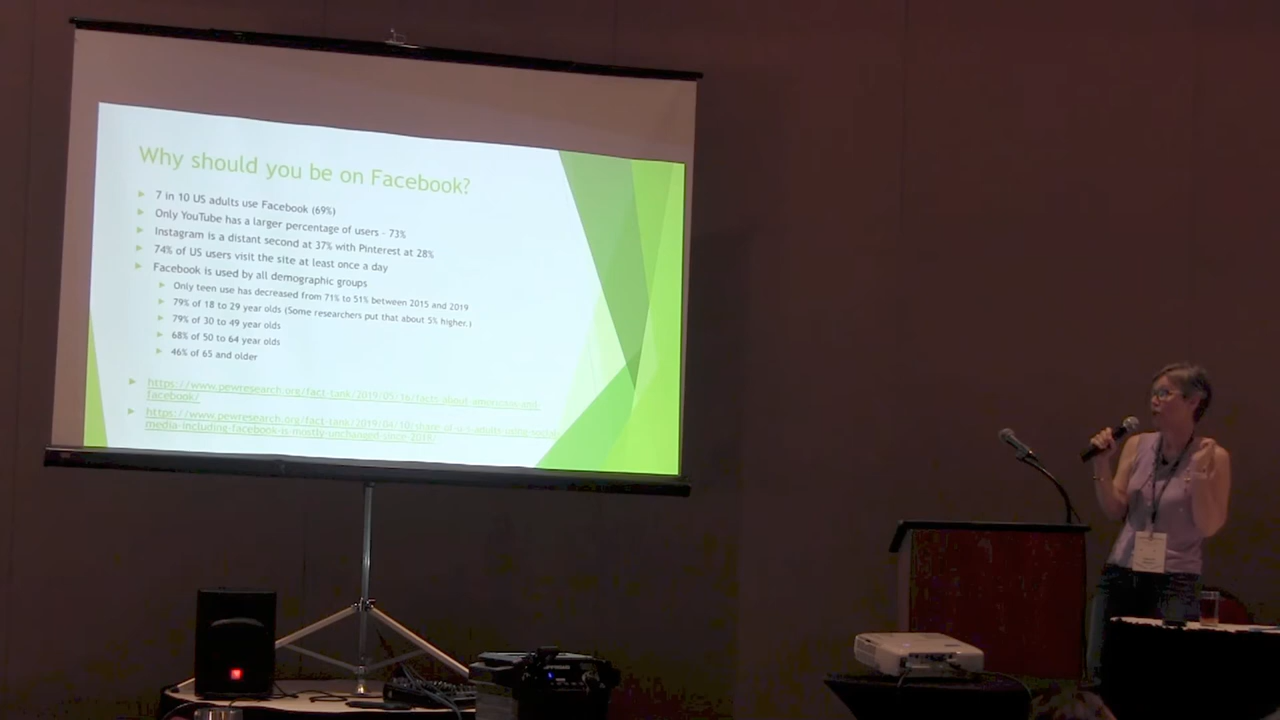 Why should you be on Facebook?
7 in 10 US adults use Facebook (69%)
Only YouTube has a larger percentage of users - 73%
Instagram is a distant second at 37% with Pinterest at 28%
74% of US users visit the site at least once a day
Facebook is used by all demographic groups
Only teen use has decreased from 71% to 51% between 2015 and 2019
79% of 18 to 29 year olds (Some researchers put that about 5% higher.)
79% of 30 to 49 year olds
68% of 50 to 64 year olds
46% of 65 and older
https://www.pewresearch.org/fact-tank/2019/05/16/facts-about-americans-and-
facebook/
https://www.pewresearch.org/fact-tank/2019/04/10/share-of-u-s-adults-using-social-
media-including-facebook-is-mostly-unchanged-since-2018/